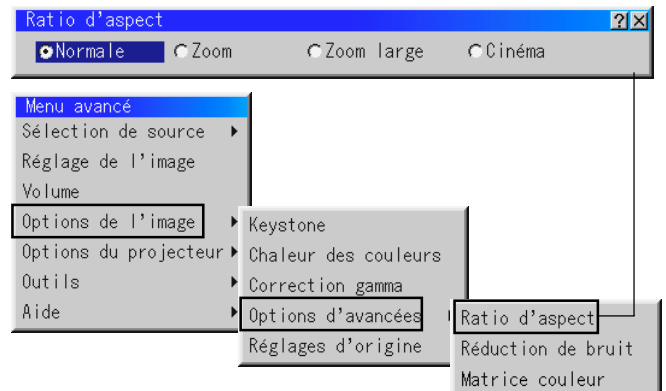 Ratio d'aspect
Normale Zoom Zoom large Cinéma
Menu avancé
Sélection de source
Réglage de l'image
Volume
Options de l'image
Options du projecteur
Outils
Aide
Keystone
Chaleur des couleurs
Correction gamma
Options d'avancées
Réglages d'origine
Ratio d'aspect
Réduction de bruit
Matrice couleur